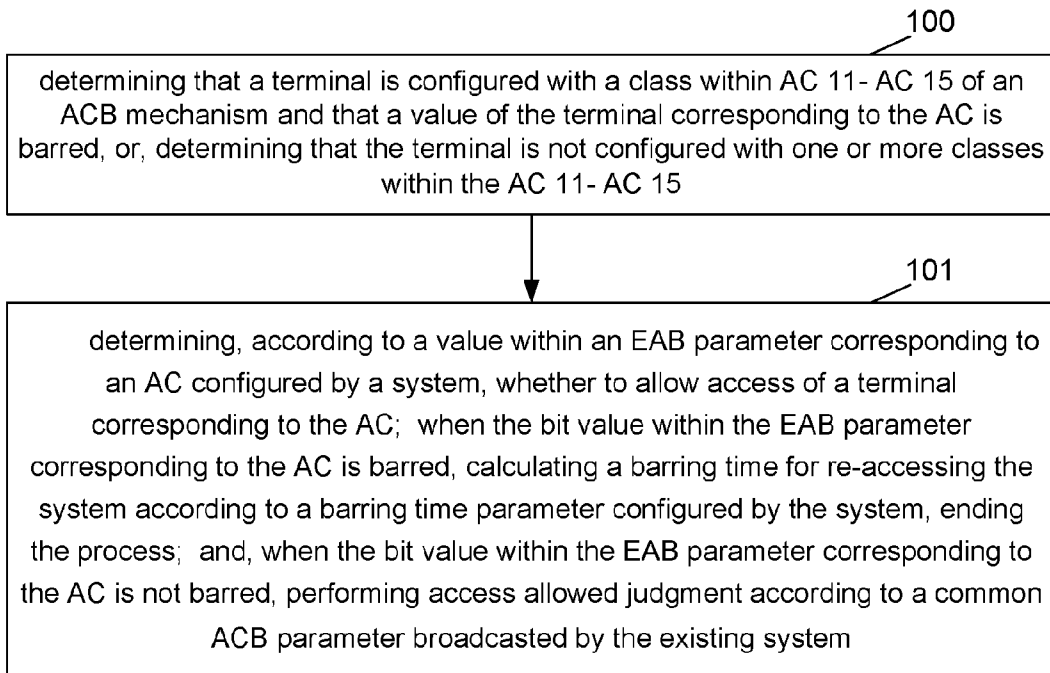 100
determining that a terminal is configured with a class within AC 11- AC 15 of an
ACB mechanism and that a value of the terminal corresponding to the AC is
barred, or, determining that the terminal is not configured with one or more classes
within the AC 11- AC 15
101
determining, according to a value within an EAB parameter corresponding to
an AC configured by a system, whether to allow access of a terminal
corresponding to the AC; when the bit value within the EAB parameter
corresponding to the AC is barred, calculating a barring time for re-accessing the
system according to a barring time parameter configured by the system, ending
the process; and, when the bit value within the EAB parameter corresponding to
the AC is not barred, performing access allowed judgment according to a common
ACB parameter broadcasted by the existing system